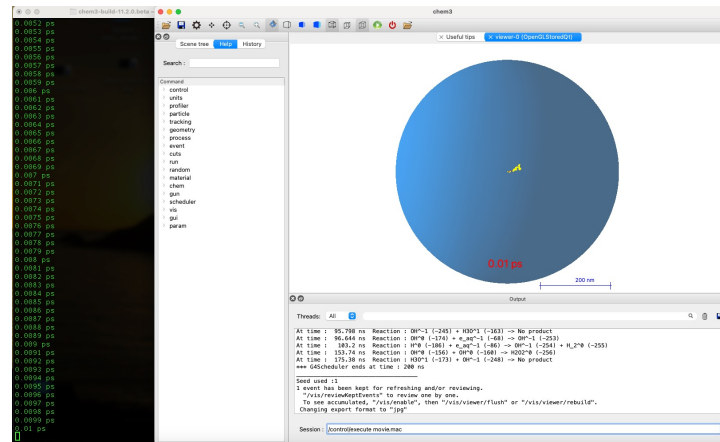 chem3-build-11.2.0.beta —
0.0052 ps
0.0053 ps
0.0054 ps
0.0055 ps
0.0056 ps
0.0057 ps
0.0058 ps
0.0059 ps
0.006 ps
0.0061 ps
0.0062 ps
0.0063 ps
0.0064 ps
0.0065 ps
0.0066 ps
0.0067 ps
0.0068 ps
0.0069 ps
0.007 ps
0.0071 ps
0.0072 ps
0.0073 ps
0.0074 ps
0.0075 ps
0.0076 ps
0.0077 ps
0.0078 ps
0.0079 ps
0.008 ps
0.0081 ps
0.0082 ps
0.0083 ps
0.0084 ps
0.0085 ps
0.0086 ps
0.0087 ps
0.0088 ps
0.0089 ps
0.009 ps
0.0091 ps
0.0092 ps
0.0093 ps
0.0094 ps
0.0095 ps
0.0096 ps
0.0097 ps
0.0098 ps
0.0099 ps
0.01 ps
chem3
Scene tree Help History
Search :
Command
control
units
profiler
particle
tracking
geometry
process
event
cuts
run
random
material
chem
gun
scheduler
vis
gui
param
Useful tips
viewer-0 (OpenGLStoredQt)
0.01 ps
200 nm
Output
Threads: All
At time : 95.798 ns Reaction : OH^-1 (-245) + H3O^1 (-163) -> No product
At time : 96.644 ns Reaction : OH^0 (-174) + e_aq^-1 (-68) -> OH^-1 (-253)
At time : 103.2 ns Reaction : H^0 (-186) + e_aq^-1 (-86) -> OH^-1 (-254) + H_2^0 (-255)
At time : 153.74 ns Reaction : OH^0 (-156) + OH^0 (-160) -> H2O2^0 (-256)
At time : 175.38 ns Reaction : H3O^1 (-173) + OH^-1 (-248) -> No product
*** G4Scheduler ends at time : 200 ns
Seed used :1
1 event has been kept for refreshing and/or reviewing.
"/vis/reviewKeptEvents" to review one by one.
To see accumulated, "/vis/enable", then "/vis/viewer/flush" or "/vis/viewer/rebuild".
Changing export format to "jpg"
Session : /control/execute movie.mac